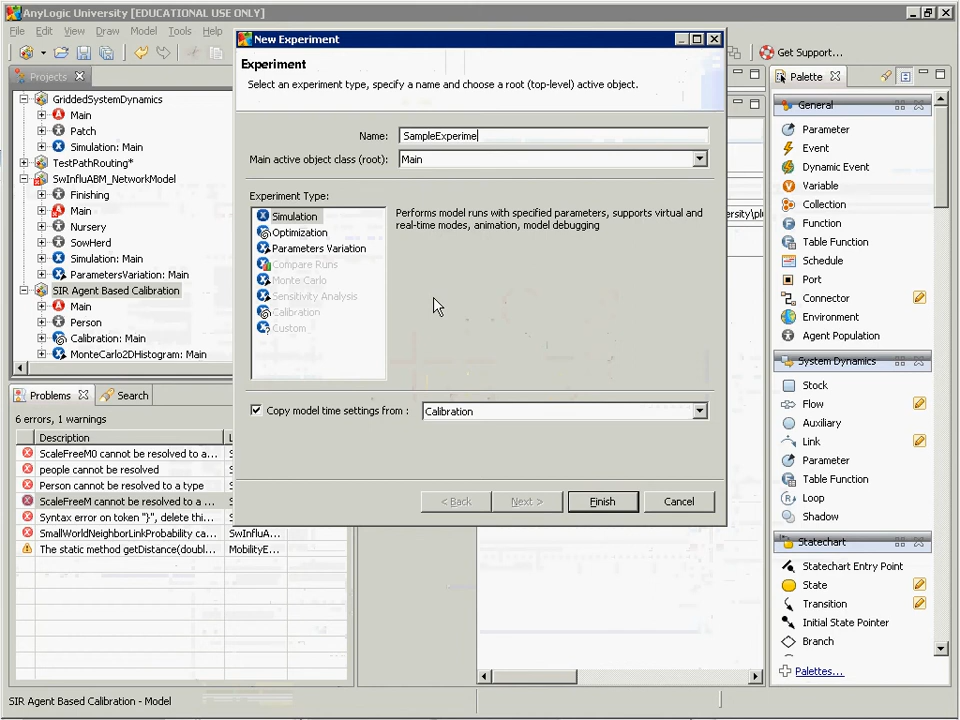 AnyLogic University [EDUCATIONAL USE ONLY]
File Edit View Draw Model Tools Help
Get Support...
Projects
GriddedSystemDynamics
Main
Patch
Simulation: Main
TestPathRouting*
SwInfluABM_NetworkModel
Finishing
Main
Nursery
SowHerd
Simulation: Main
ParametersVariation: Main
SIR Agent Based Calibration
Main
Person
Calibration: Main
MonteCarlo2DHistogram: Main
Problems
Search
6 errors, 1 warnings
Description
ScaleFreeM0 cannot be resolved to a...
people cannot be resolved
Person cannot be resolved to a type
ScaleFreeM cannot be resolved to a ...
Syntax error on token "}", delete thi...
SmallWorldNeighborLinkProbability ca... SwInfluA...
The static method getDistance(doubl... MobilityE...
New Experiment
Experiment
Select an experiment type, specify a name and choose a root (top-level) active object.
Name: SampleExperime
Main active object class (root): Main
Experiment Type:
Simulation
Optimization
Parameters Variation
Compare Runs
Monte Carlo
Sensitivity Analysis
Calibration
Custom
Performs model runs with specified parameters, supports virtual and
real-time modes, animation, model debugging
Copy model time settings from : Calibration
< Back
Next >
Finish
Cancel
ersity\plu
Palette
General
Parameter
Event
Dynamic Event
Variable
Collection
Function
Table Function
Schedule
Port
Connector
Environment
Agent Population
System Dynamics
Stock
Flow
Auxiliary
Link
Parameter
Table Function
Loop
Shadow
Statechart
Statechart Entry Point
State
Transition
Initial State Pointer
Branch
Palettes...
SIR Agent Based Calibration - Model